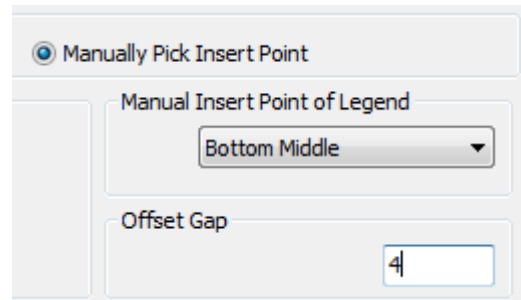 Manually Pick Insert Point
Manual Insert Point of Legend
Bottom Middle
Offset Gap
4